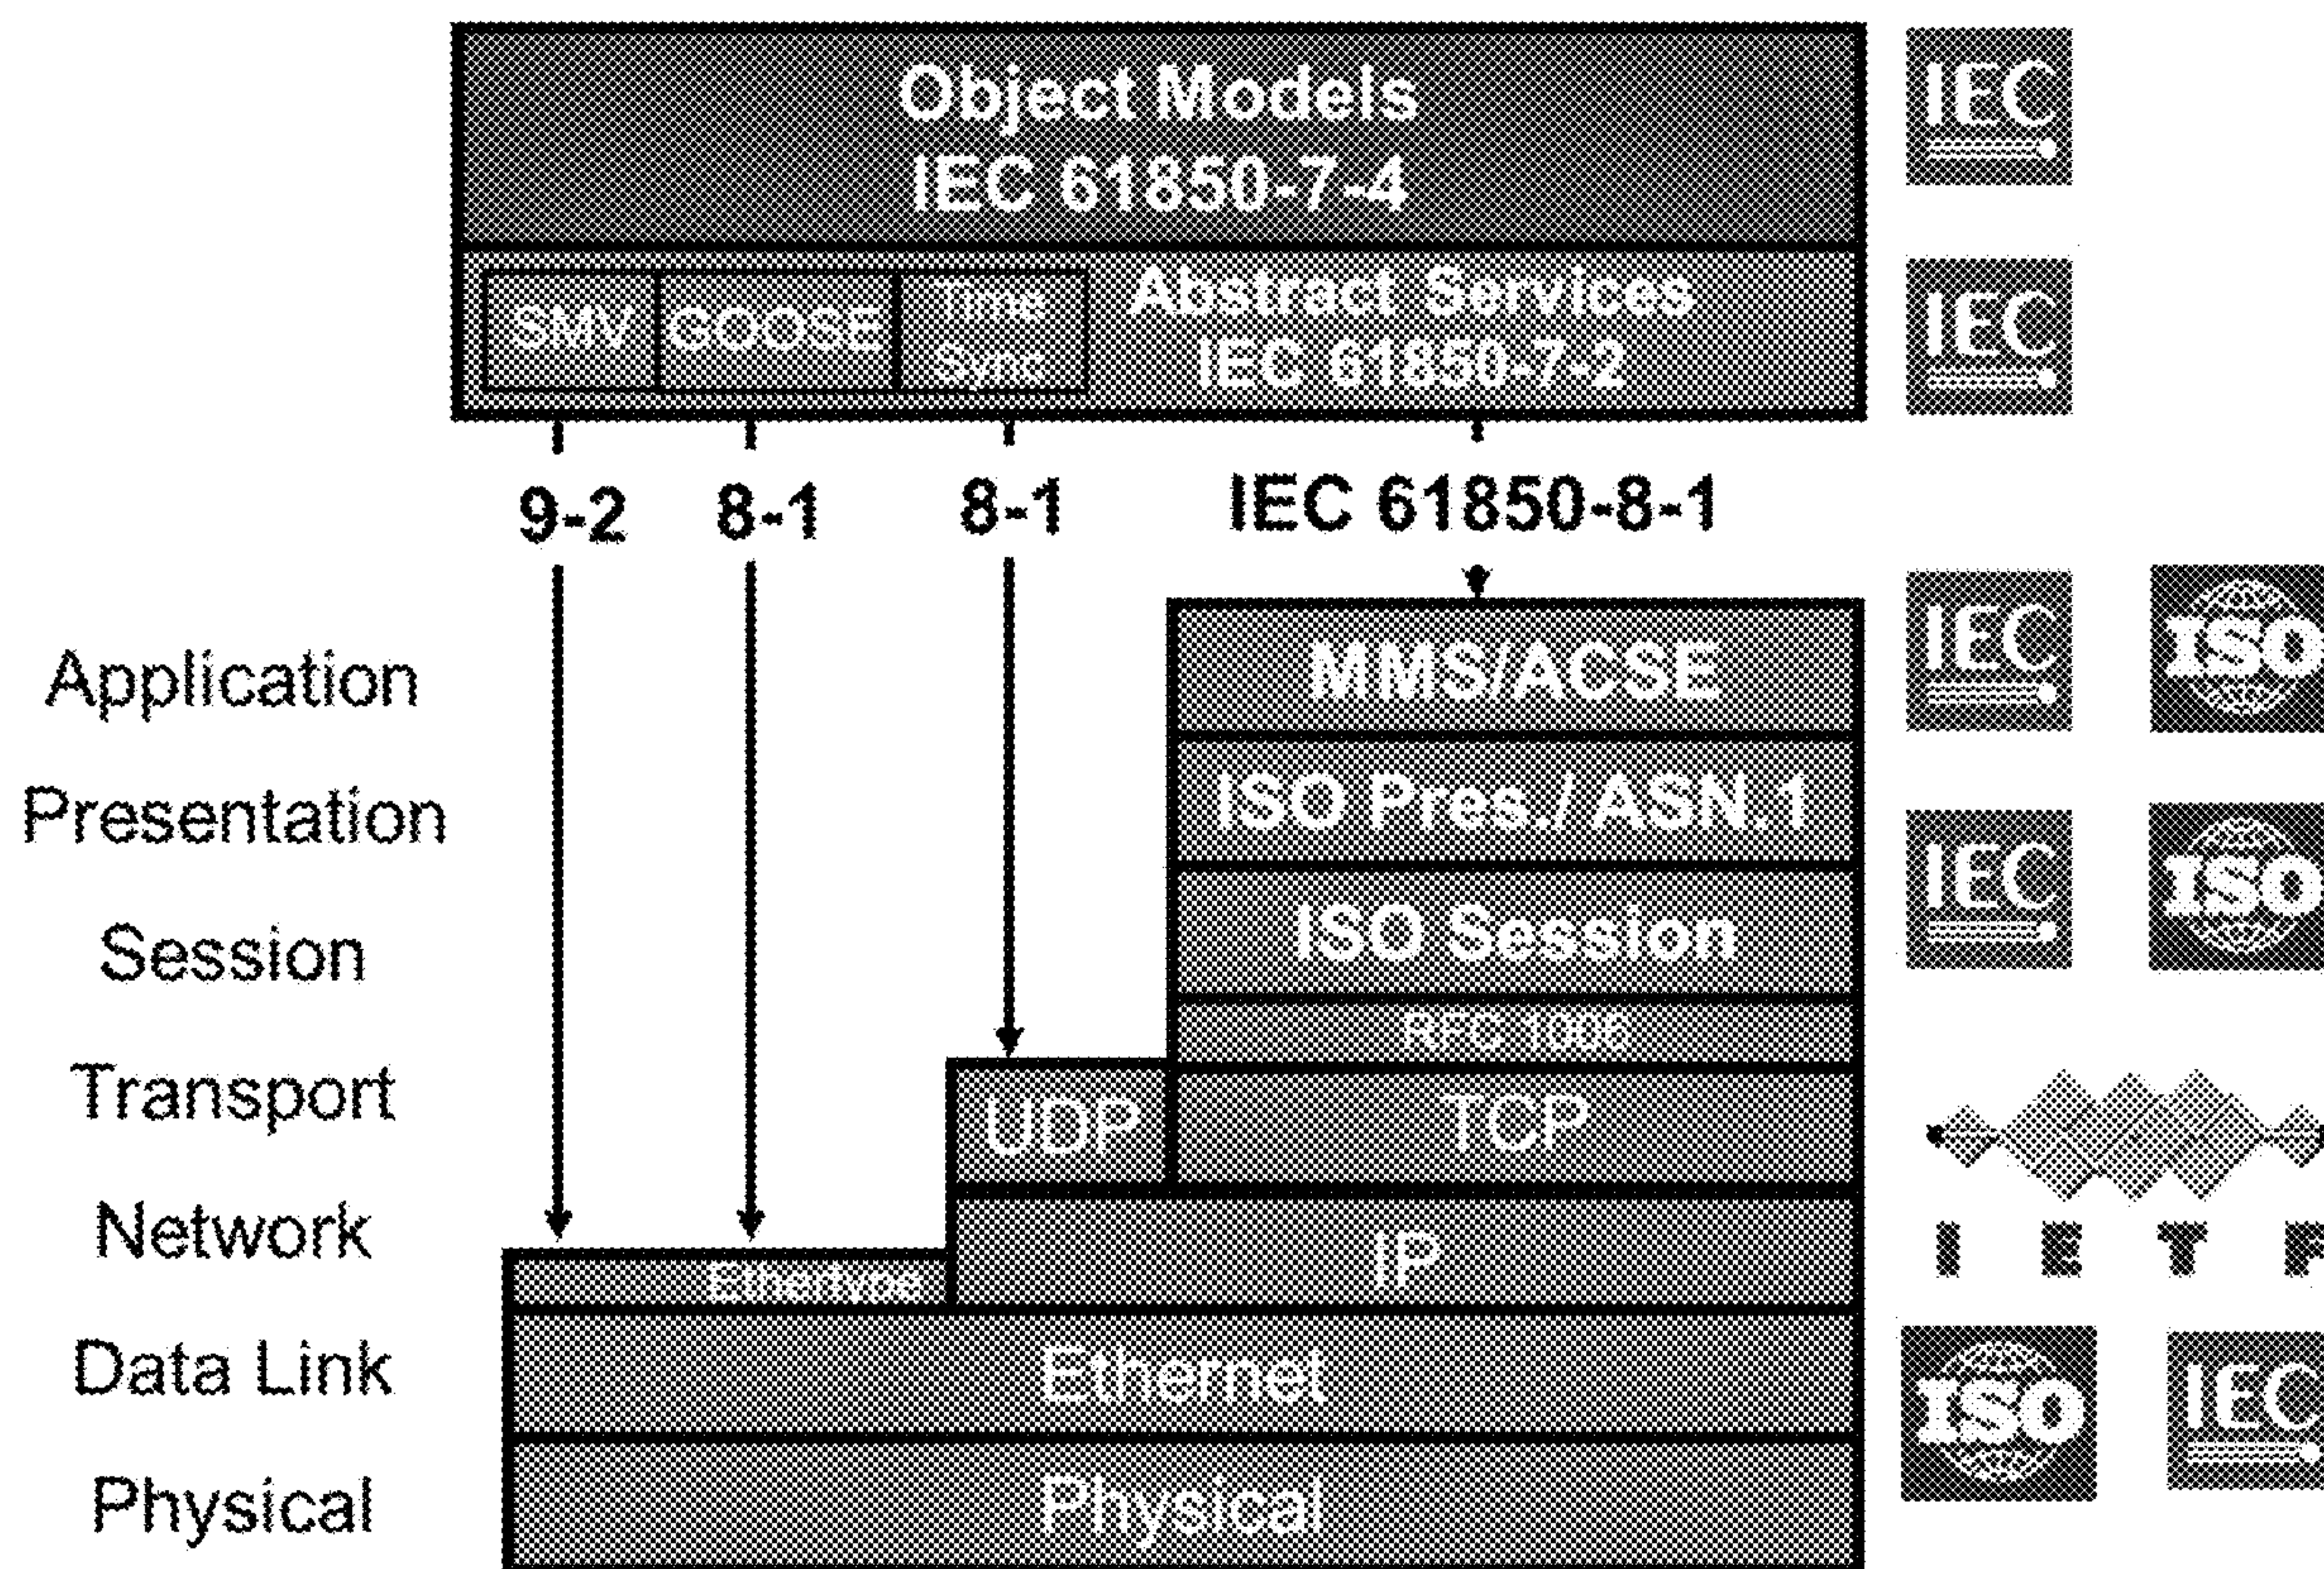 Object Models
IEC 61850-7-4
IEC
SMV
GOOSE
Time
Sync
Abstract Services
IEC 61850-7-2
IEC
9-2
8-1
8-1
IEC 61850-8-1
Application
MMS/ACSE
IEC
ISO
Presentation
ISO Pres./ ASN.1
IEC
ISO
Session
ISO Session
RFC 1006
Transport
UDP
TCP
Network
Ethertype
IP
I E T F
Data Link
Ethernet
ISO
IEC
Physical
Physical